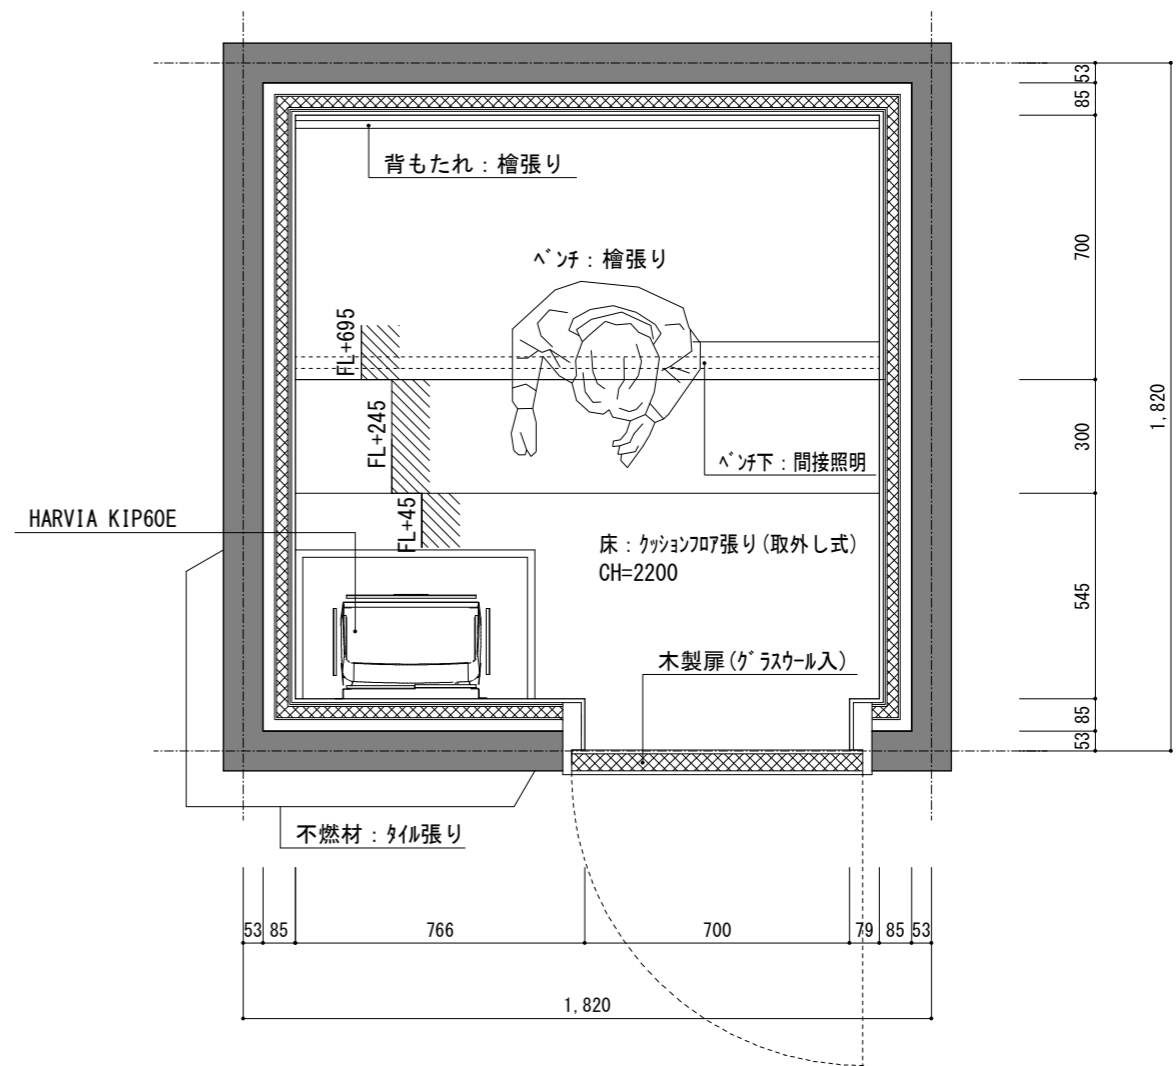 背もたれ：檜張り
ﾍﾞﾝﾁ：檜張り
FL+695
FL+245
FL+45
ﾍﾞﾝﾁ下：間接照明
HARVIA KIP60E
床：ｸｯｼｮﾝﾌﾛｱ張り(取外し式)
CH=2200
木製扉(ｸﾞﾗｽｳｰﾙ入)
不燃材：ﾀｲﾙ張り
53
85
700
300
545
85
53
1,820
53
85
766
700
79
85
53
1,820